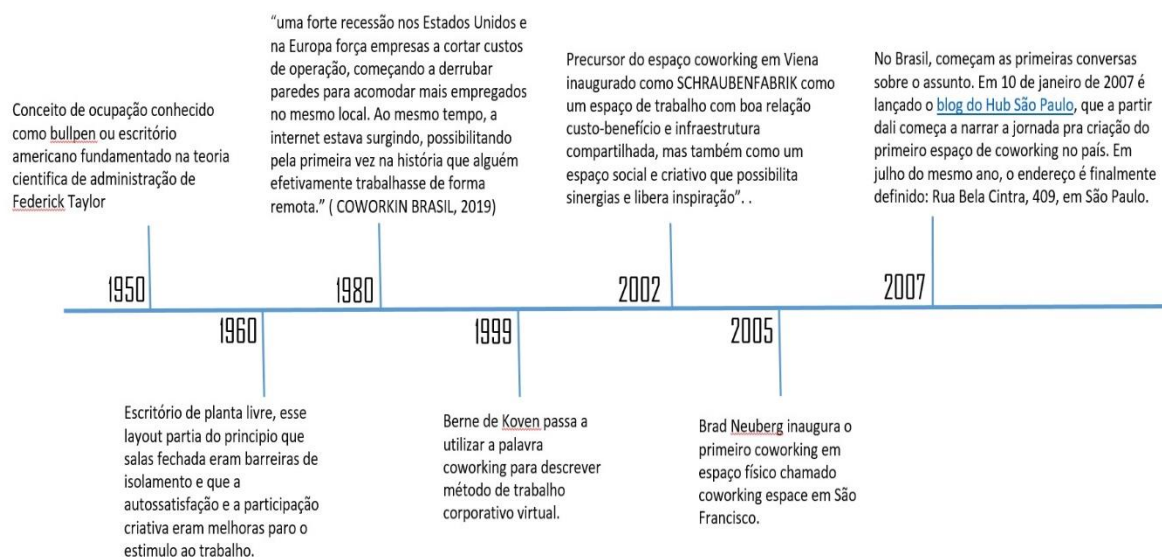 Conceito de ocupação conhecido
como bullpen ou escritório
americano fundamentado na teoria
cientifica de administração de
Federick Taylor
1950
Escritório de planta livre, esse
layout partia do principio que
salas fechada eram barreiras de
isolamento e que a
autossatisfação e a participação
criativa eram melhoras paro o
estimulo ao trabalho.
1960
“uma forte recessão nos Estados Unidos e
na Europa força empresas a cortar custos
de operação, começando a derrubar
paredes para acomodar mais empregados
no mesmo local. Ao mesmo tempo, a
internet estava surgindo, possibilitando
pela primeira vez na história que alguém
efetivamente trabalhasse de forma
remota.” ( COWORKIN BRASIL, 2019)
1980
Berne de Koven passa a
utilizar a palavra
coworking para descrever
método de trabalho
corporativo virtual.
1999
Precursor do espaço coworking em Viena
inaugurado como SCHRAUBENFABRIK como
um espaço de trabalho com boa relação
custo-benefício e infraestrutura
compartilhada, mas também como um
espaço social e criativo que possibilita
sinergias e libera inspiração”. .
2002
Brad Neuberg inaugura o
primeiro coworking em
espaço físico chamado
coworking espace em São
Francisco.
2005
No Brasil, começam as primeiras conversas
sobre o assunto. Em 10 de janeiro de 2007 é
lançado o blog do Hub São Paulo, que a partir
dali começa a narrar a jornada pra criação do
primeiro espaço de coworking no país. Em
julho do mesmo ano, o endereço é finalmente
definido: Rua Bela Cintra, 409, em São Paulo.
2007